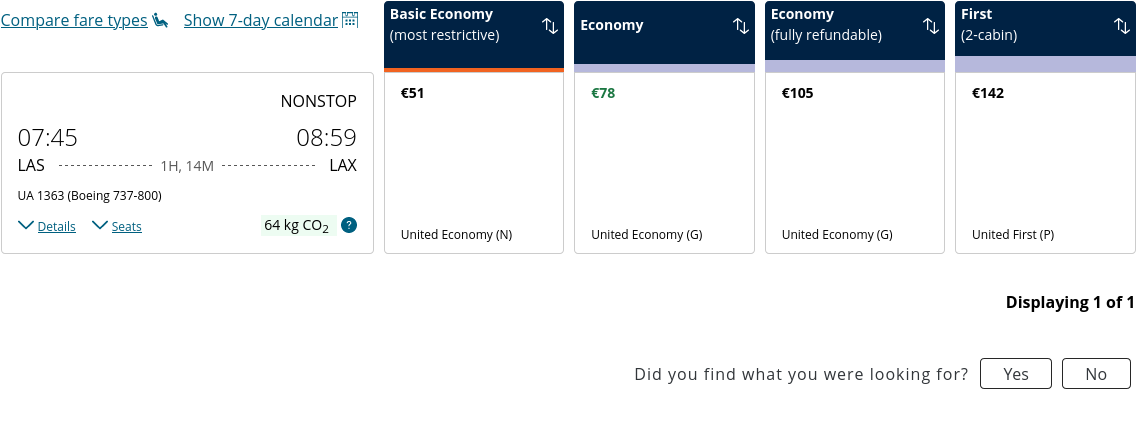 Compare fare types
Show 7-day calendar
Basic Economy
(most restrictive)
Economy
Economy
(fully refundable)
First
(2-cabin)
NONSTOP
07:45
08:59
LAS
1H, 14M
LAX
UA 1363 (Boeing 737-800)
Details
Seats
64 kg CO2
?
€51
United Economy (N)
€78
United Economy (G)
€105
United Economy (G)
€142
United First (P)
Displaying 1 of 1
Did you find what you were looking for?
Yes
No